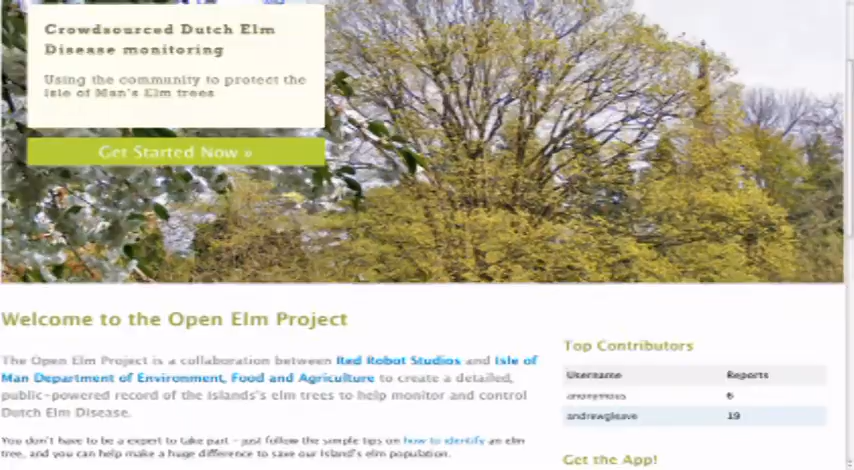 Crowdsourced Dutch Elm
Disease monitoring
Using the community to protect the
Isle of Man's Elm trees
Get Started Now »
Welcome to the Open Elm Project
The Open Elm Project is a collaboration between Red Robot Studios and Isle of
Man Department of Environment, Food and Agriculture to create a detailed,
public-powered record of the Islands's elm trees to help monitor and control
Dutch Elm Disease.
You don't have to be a expert to take part - just follow the simple tips on how to identify an elm
tree, and you can help make a huge difference to save our Island's elm population.
Top Contributors
Username Reports
anonymous 6
andrewgleave 19
Get the App!